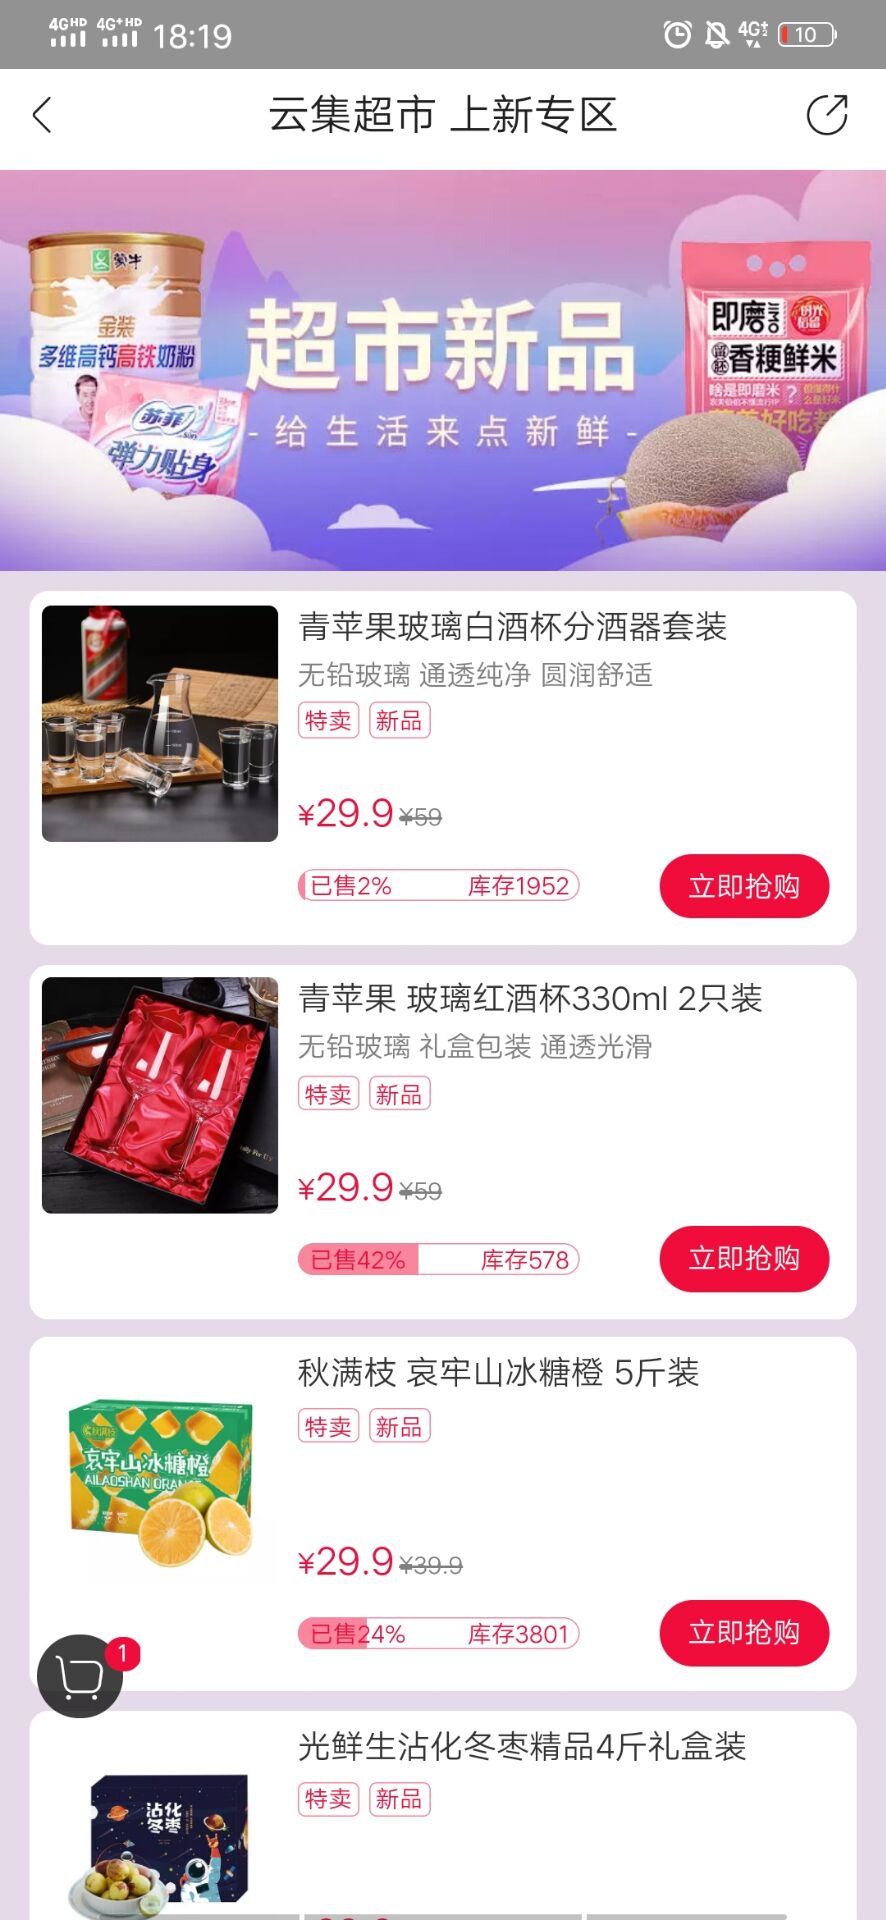 4G HD 4G+HD 18:19 4G+ 10
云集超市 上新专区
蒙牛
金装
多维高钙高铁奶粉
苏菲
弹力贴身
超市新品
- 给生活来点新鲜 -
即磨
时光
香粳鲜米
啥是即磨米?
青苹果玻璃白酒杯分酒器套装
无铅玻璃 通透纯净 圆润舒适
特卖 新品
¥29.9 ¥59
已售2% 库存1952
立即抢购
青苹果 玻璃红酒杯330ml 2只装
无铅玻璃 礼盒包装 通透光滑
特卖 新品
¥29.9 ¥59
已售42% 库存578
立即抢购
哀牢山冰糖橙
AILAOSHAN ORANGE
秋满枝 哀牢山冰糖橙 5斤装
特卖 新品
¥29.9 ¥39.9
已售24% 库存3801
立即抢购
1
沾化
冬枣
光鲜生沾化冬枣精品4斤礼盒装
特卖 新品